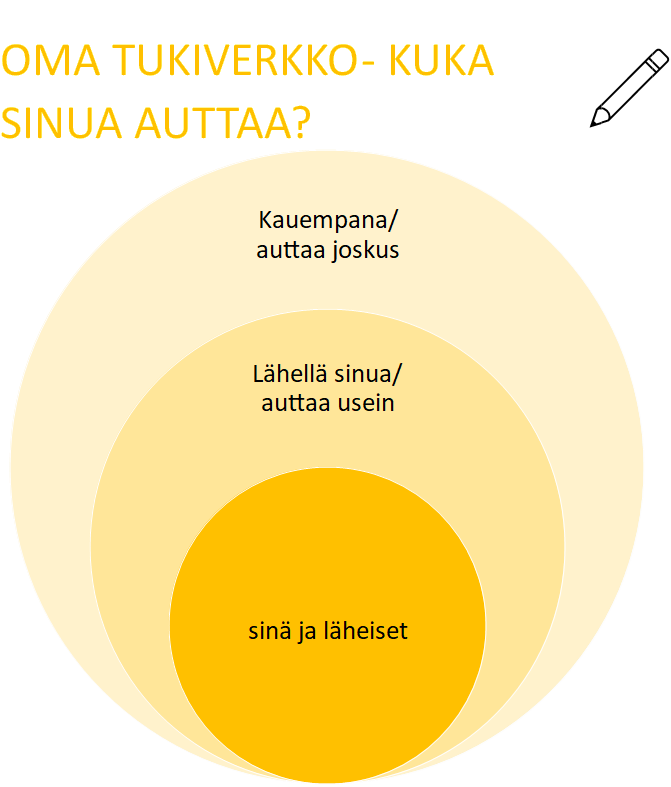 OMA TUKIVERKKO- KUKA
SINUA AUTTAA?
Kauempana/
auttaa joskus
Lähellä sinua/
auttaa usein
sinä ja läheiset